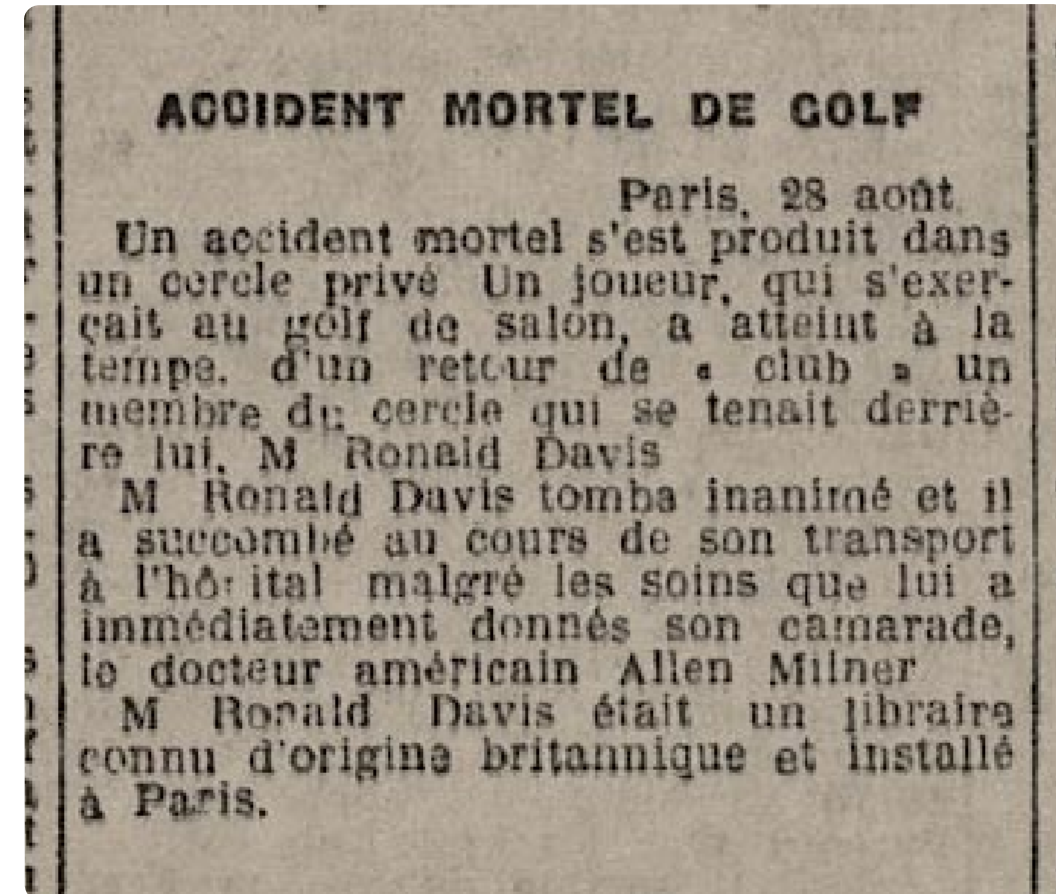 ACCIDENT MORTEL DE GOLF
Paris, 28 août
Un accident mortel s'est produit dans
un cercle privé Un joueur, qui s'exer-
çait au golf de salon, a atteint à la
tempe, d'un retour de « club » un
membre du cercle qui se tenait derriè-
re lui, M Ronald Davis
M Ronald Davis tomba inanimé et il
a succombé au cours de son transport
à l'hôpital malgré les soins que lui a
immédiatement donnés son camarade,
le docteur américain Allen Milner
M Ronald Davis était un libraire
connu d'origine britannique et installé
à Paris.